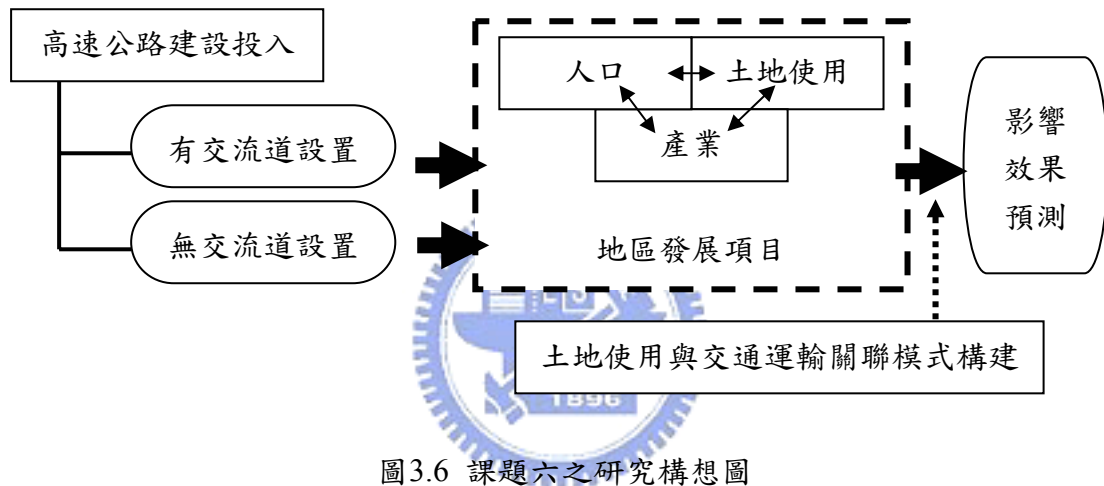 高速公路建設投入
有交流道設置
無交流道設置
人口
土地使用
產業
地區發展項目
影響
效果
預測
土地使用與交通運輸關聯模式構建
1896
圖3.6 課題六之研究構想圖